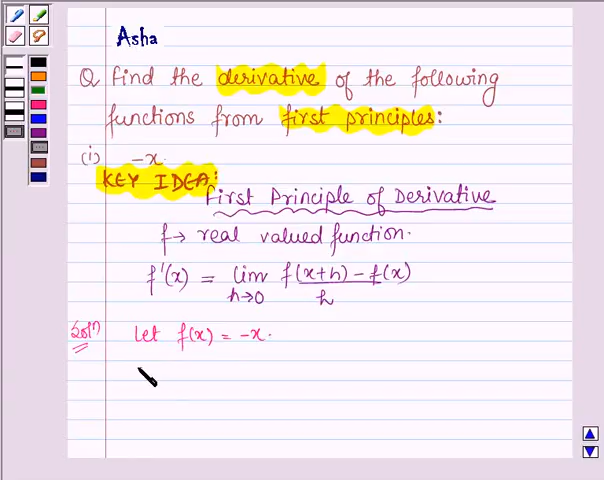 Asha
Q Find the derivative of the following
functions from first principles:
(i) -x.
KEY IDEA:
First Principle of Derivative
f→ real valued function.
f'(x) = lim f(x+h) - f(x)
h→0 h
Solⁿ Let f(x) = -x.